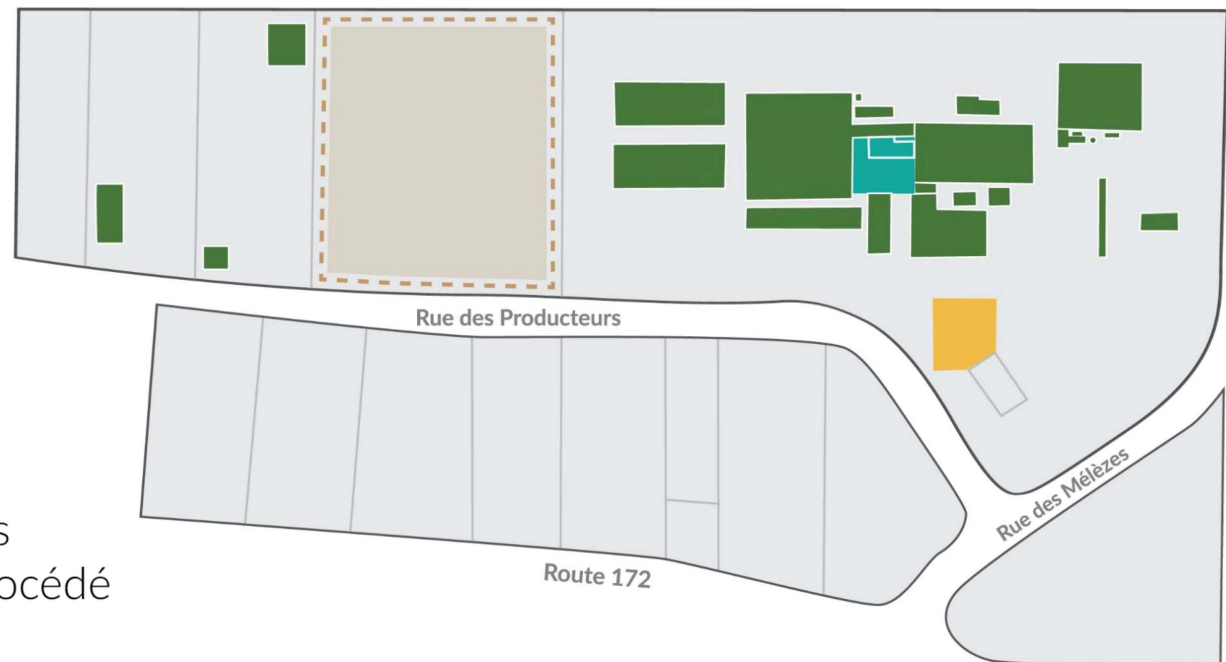 Rue des Producteurs
Rue des Mélèzes
s
océdé
Route 172